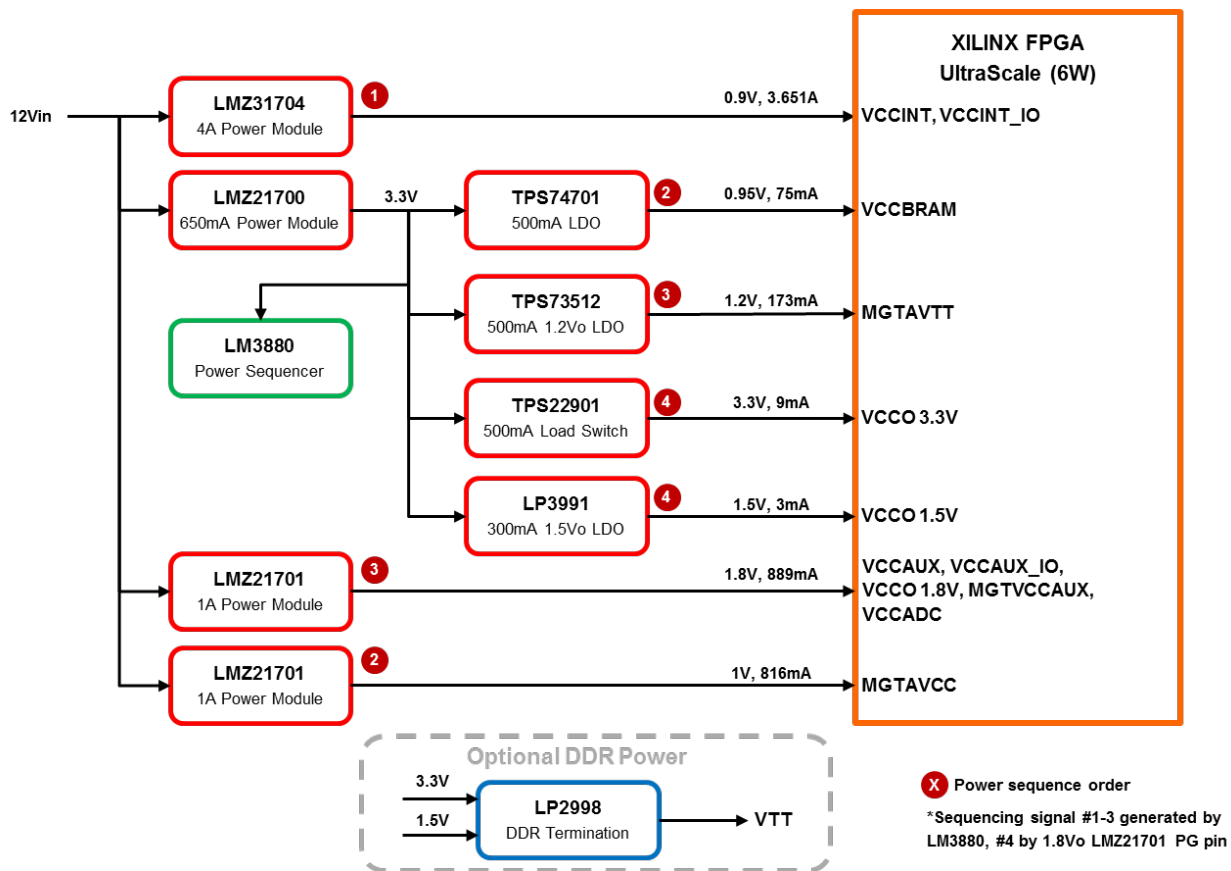 XILINX FPGA
UltraScale (6W)
12Vin
LMZ31704
4A Power Module
1
0.9V, 3.651A
VCCINT, VCCINT_IO
LMZ21700
650mA Power Module
3.3V
TPS74701
500mA LDO
2
0.95V, 75mA
VCCBRAM
TPS73512
500mA 1.2Vo LDO
3
1.2V, 173mA
MGTAVTT
LM3880
Power Sequencer
TPS22901
500mA Load Switch
4
3.3V, 9mA
VCCO 3.3V
LP3991
300mA 1.5Vo LDO
4
1.5V, 3mA
VCCO 1.5V
LMZ21701
1A Power Module
3
1.8V, 889mA
VCCAUX, VCCAUX_IO,
VCCO 1.8V, MGTVCCAUX,
VCCADC
LMZ21701
1A Power Module
2
1V, 816mA
MGTAVCC
Optional DDR Power
3.3V
1.5V
LP2998
DDR Termination
VTT
X Power sequence order
*Sequencing signal #1-3 generated by
LM3880, #4 by 1.8Vo LMZ21701 PG pin